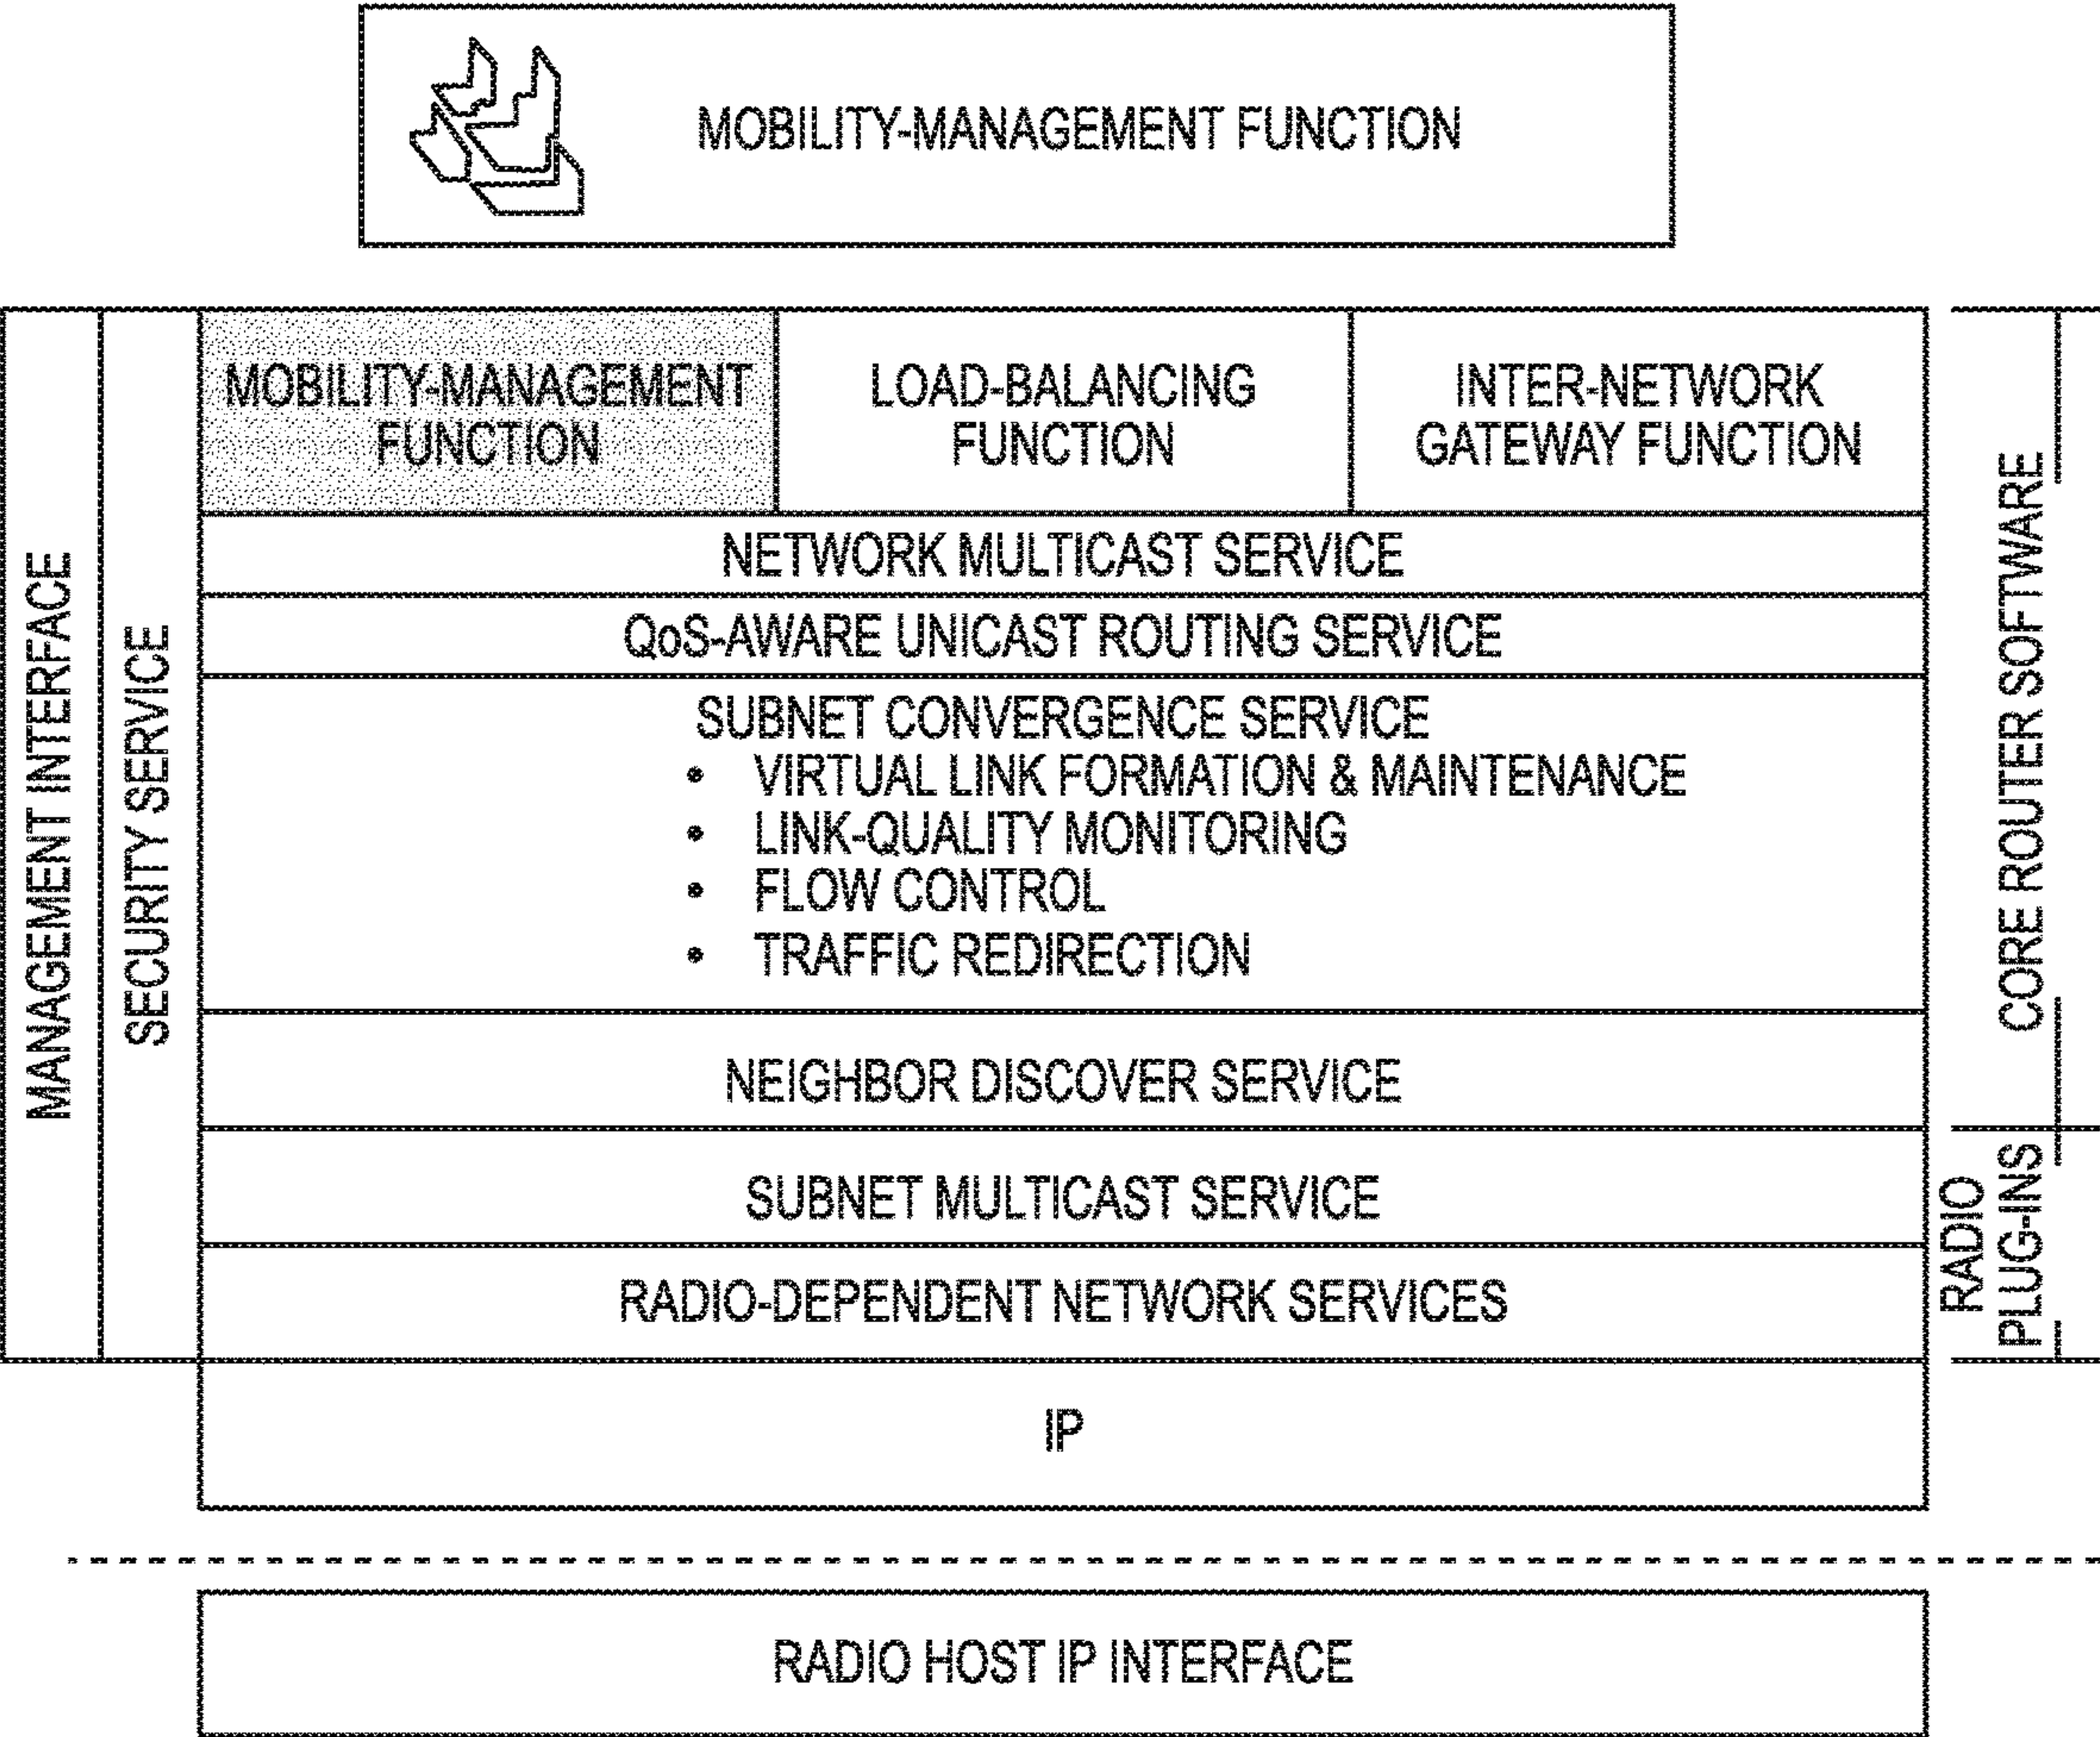 MOBILITY-MANAGEMENT FUNCTION
MANAGEMENT INTERFACE
SECURITY SERVICE
MOBILITY-MANAGEMENT
FUNCTION
LOAD-BALANCING
FUNCTION
INTER-NETWORK
GATEWAY FUNCTION
NETWORK MULTICAST SERVICE
QoS-AWARE UNICAST ROUTING SERVICE
SUBNET CONVERGENCE SERVICE
• VIRTUAL LINK FORMATION & MAINTENANCE
• LINK-QUALITY MONITORING
• FLOW CONTROL
• TRAFFIC REDIRECTION
NEIGHBOR DISCOVER SERVICE
SUBNET MULTICAST SERVICE
RADIO-DEPENDENT NETWORK SERVICES
IP
CORE ROUTER SOFTWARE
RADIO
PLUG-INS
RADIO HOST IP INTERFACE